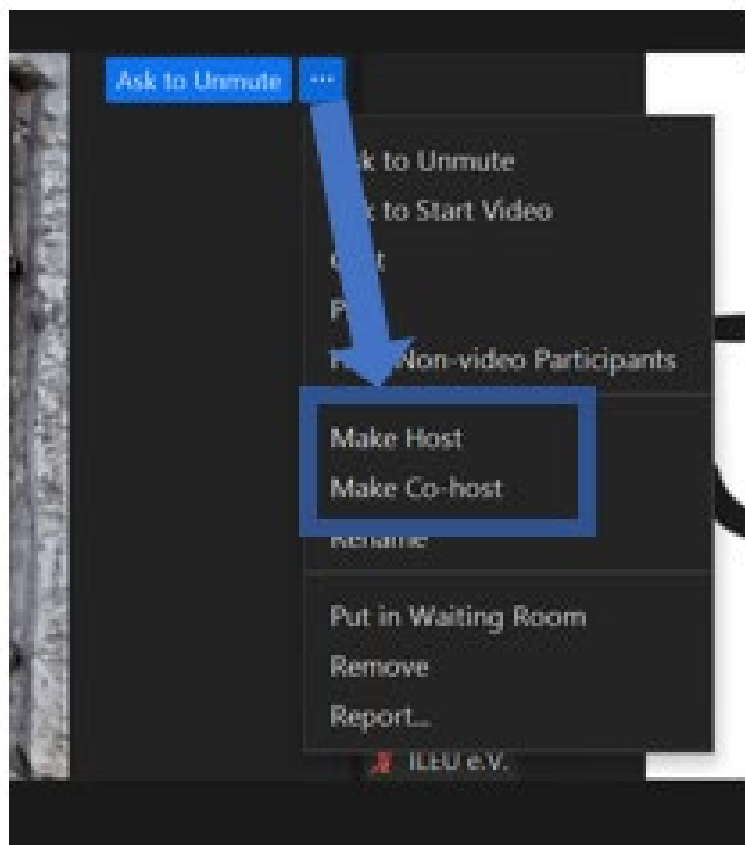 Ask to Unmute ...
k to Unmute
to Start Video
t
P
Non-video Participants
Make Host
Make Co-host
Rename
Put in Waiting Room
Remove
Report...
ILEU e.V.